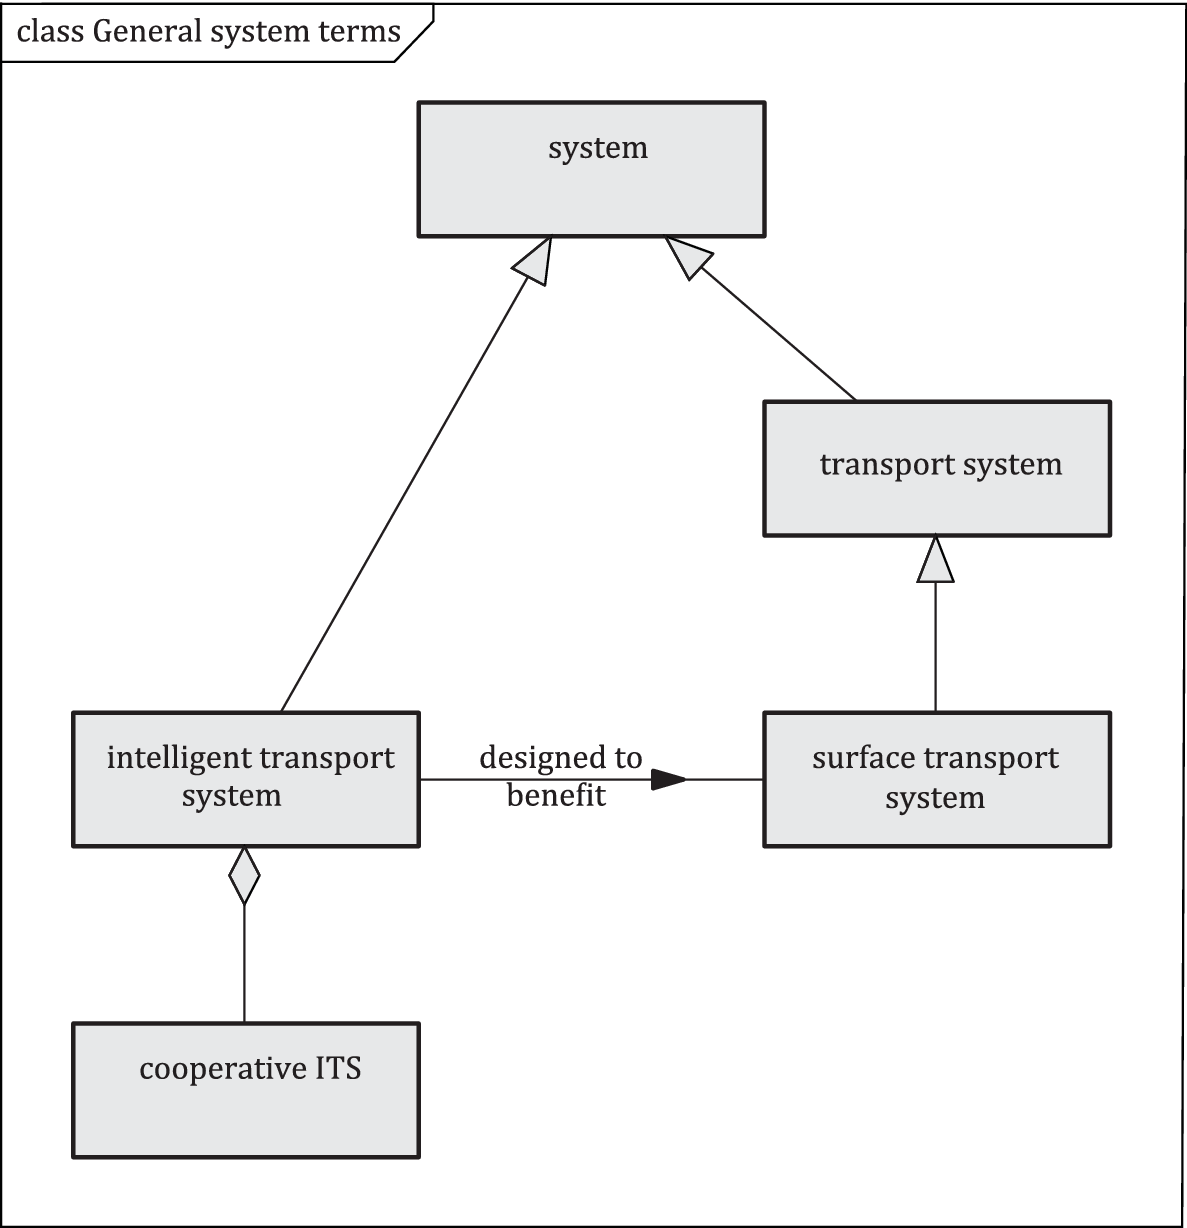 class General system terms
system
transport system
intelligent transport
system
designed to
benefit
surface transport
system
cooperative ITS